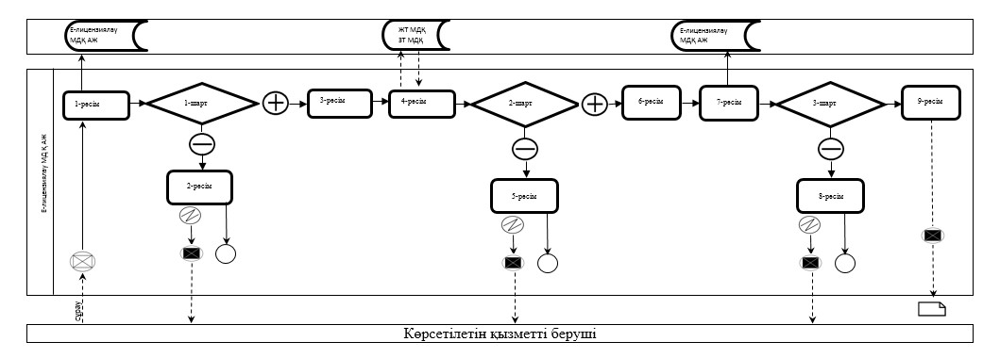 Е-лицензиялау
МДҚ АЖ
ЖТ МДҚ
ЗТ МДҚ
Е-лицензиялау
МДҚ АЖ
Е-лицензиялау МДҚ АЖ
1-рәсім
1-шарт
3-рәсім
4-рәсім
2-шарт
6-рәсім
7-рәсім
3-шарт
9-рәсім
2-рәсім
5-рәсім
8-рәсім
сұрау
Көрсетілетін қызметті беруші